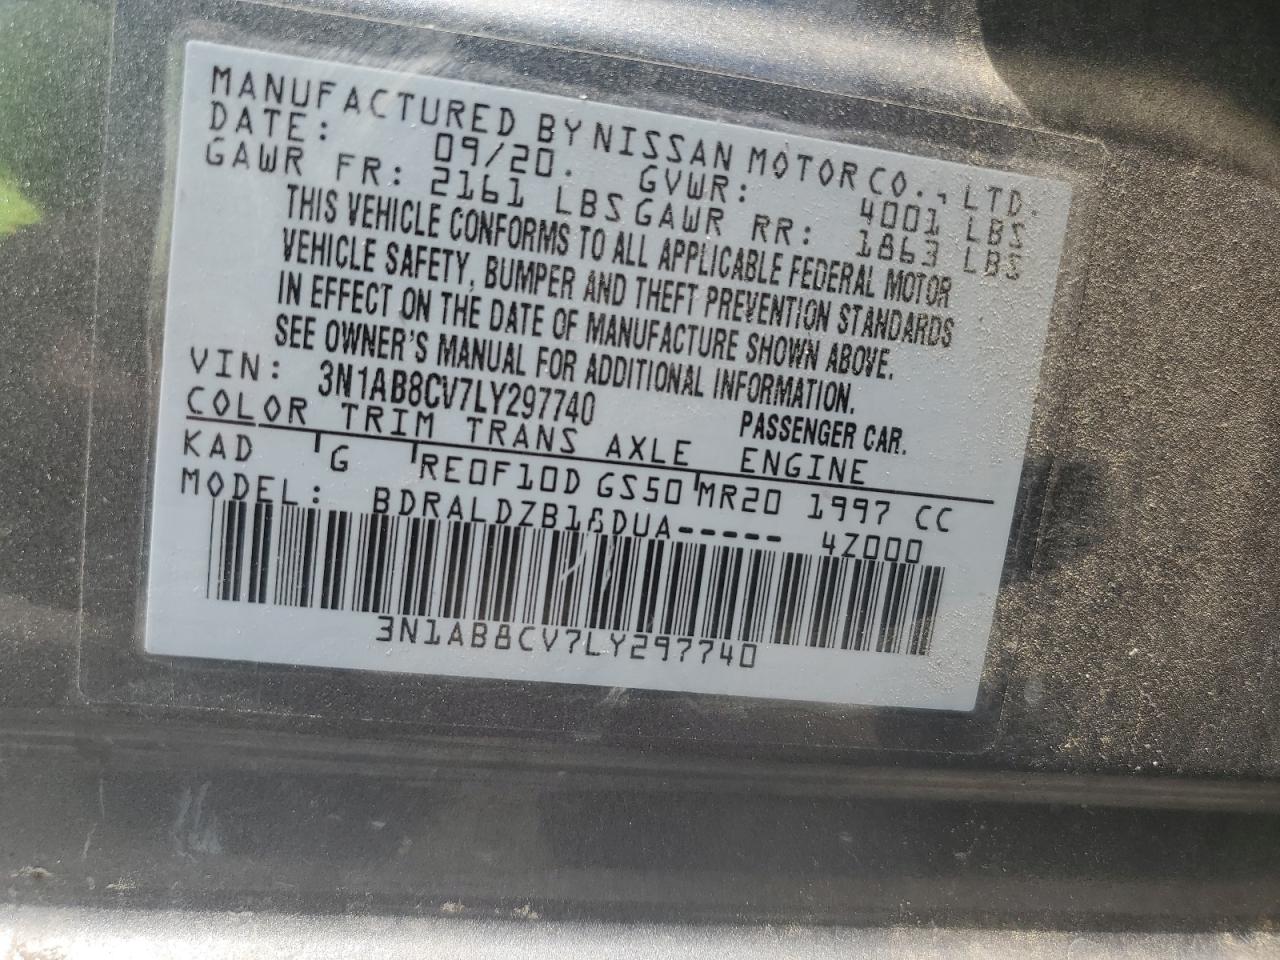 MANUFACTURED BY NISSAN MOTOR CO., LTD.
DATE: 09/20. GVWR: 4001 LBS
GAWR FR: 2161 LBS GAWR RR: 1863 LBS
THIS VEHICLE CONFORMS TO ALL APPLICABLE FEDERAL MOTOR
VEHICLE SAFETY, BUMPER AND THEFT PREVENTION STANDARDS
IN EFFECT ON THE DATE OF MANUFACTURE SHOWN ABOVE.
SEE OWNER'S MANUAL FOR ADDITIONAL INFORMATION.
VIN: 3N1AB8CV7LY297740 PASSENGER CAR.
COLOR TRIM TRANS AXLE ENGINE
KAD G RE0F10D GS50 MR20 1997 CC
MODEL: BDRALDZB18DUA----- 4Z000
3N1AB8CV7LY297740